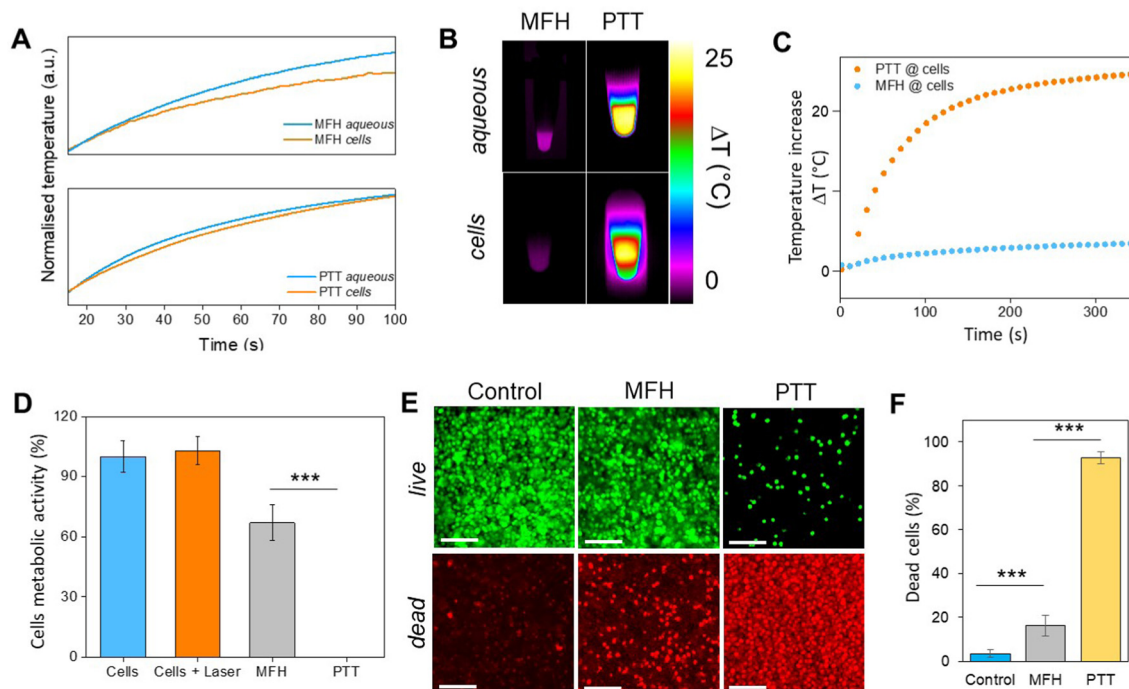 A
Normalised temperature (a.u.)
MFH aqueous
MFH cells
PTT aqueous
PTT cells
20 30 40 50 60 70 80 90 100
Time (s)
B
MFH PTT
aqueous
cells
25
ΔT (°C)
0
C
PTT @ cells
MFH @ cells
Temperature increase
ΔT (°C)
20
0
0 100 200 300
Time (s)
D
Cells metabolic activity (%)
120
90
60
30
0
***
Cells Cells + Laser MFH PTT
E
Control MFH PTT
live
dead
F
Dead cells (%)
100
80
60
40
20
0
***
***
Control MFH PTT